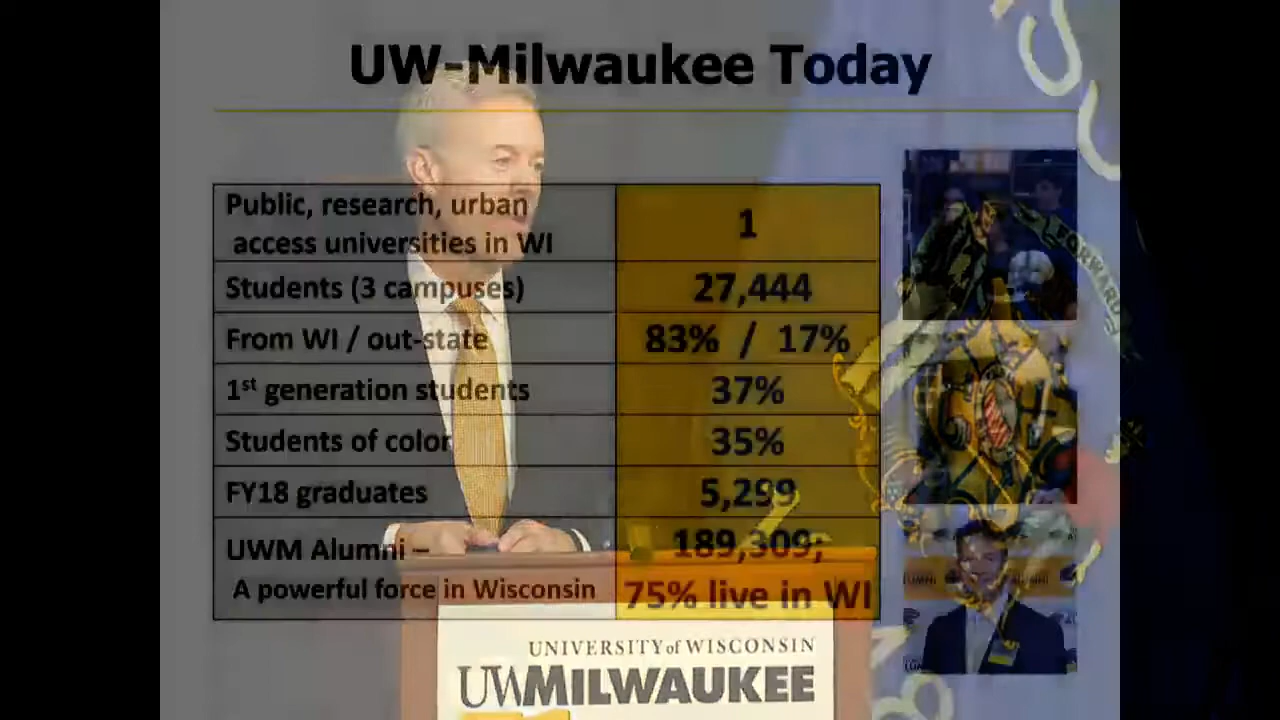 UW-Milwaukee Today
Public, research, urban
access universities in WI
1
Students (3 campuses)
27,444
From WI / out-state
83% / 17%
1st generation students
37%
Students of color
35%
FY18 graduates
5,299
UWM Alumni –
A powerful force in Wisconsin
189,309;
75% live in WI
FORWARD
ALUMNI
UNIVERSITY of WISCONSIN
UWMILWAUKEE